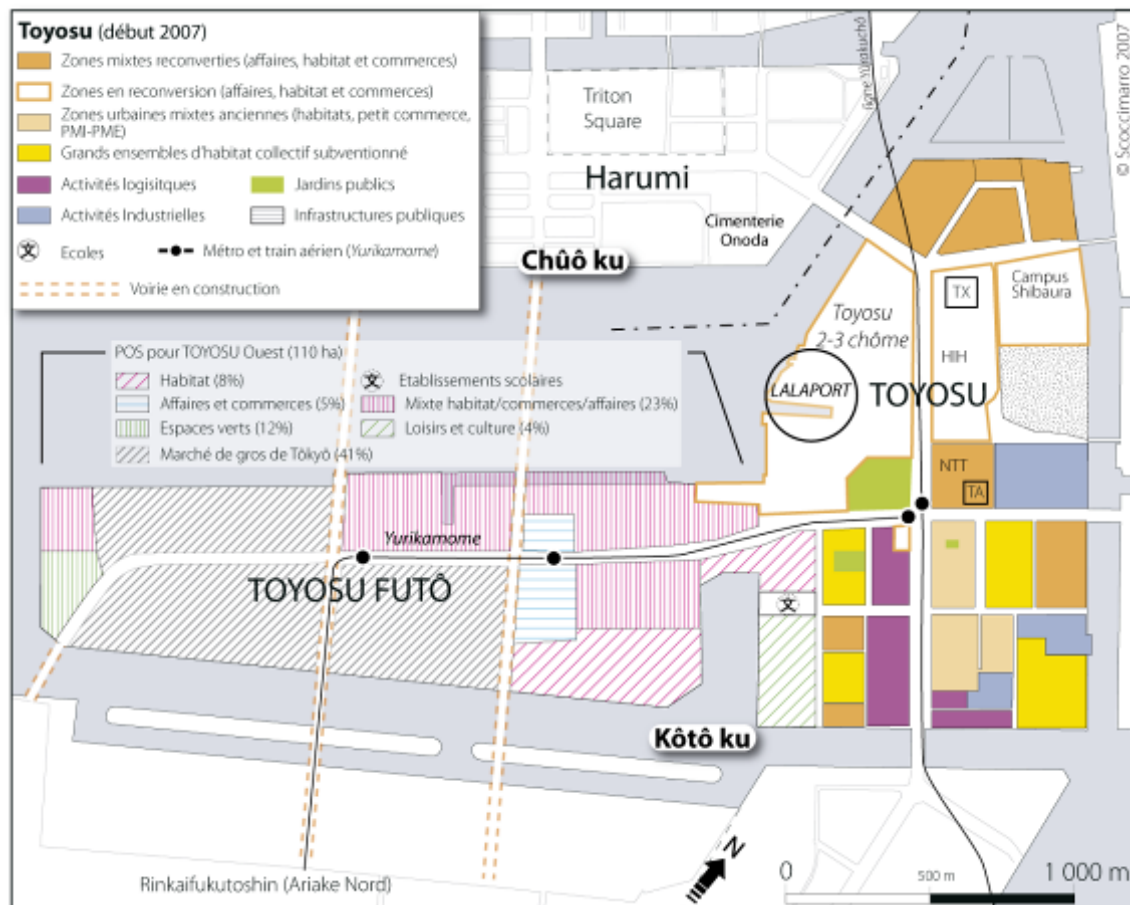 Toyosu (début 2007)
Zones mixtes reconverties (affaires, habitat et commerces)
Zones en reconversion (affaires, habitat et commerces)
Zones urbaines mixtes anciennes (habitats, petit commerce,
PMI-PME)
Grands ensembles d'habitat collectif subventionné
Activités logisitques
Jardins publics
Activités Industrielles
Infrastructures publiques
文 Ecoles
Métro et train aérien (Yurikamome)
Voirie en construction
Triton
Square
Harumi
Cimenterie
Onoda
Chûô ku
ligne Yurakuchô
© Scoccimarro 2007
POS pour TOYOSU Ouest (110 ha)
Habitat (8%)
文 Etablissements scolaires
Affaires et commerces (5%)
Mixte habitat/commerces/affaires (23%)
Espaces verts (12%)
Loisirs et culture (4%)
Marché de gros de Tôkyô (41%)
Toyosu
2-3 chôme
LALAPORT
TOYOSU
TX
HIH
Campus
Shibaura
NTT
TA
Yurikamome
TOYOSU FUTÔ
文
Kôtô ku
Rinkaifukutoshin (Ariake Nord)
N
0
500 m
1 000 m